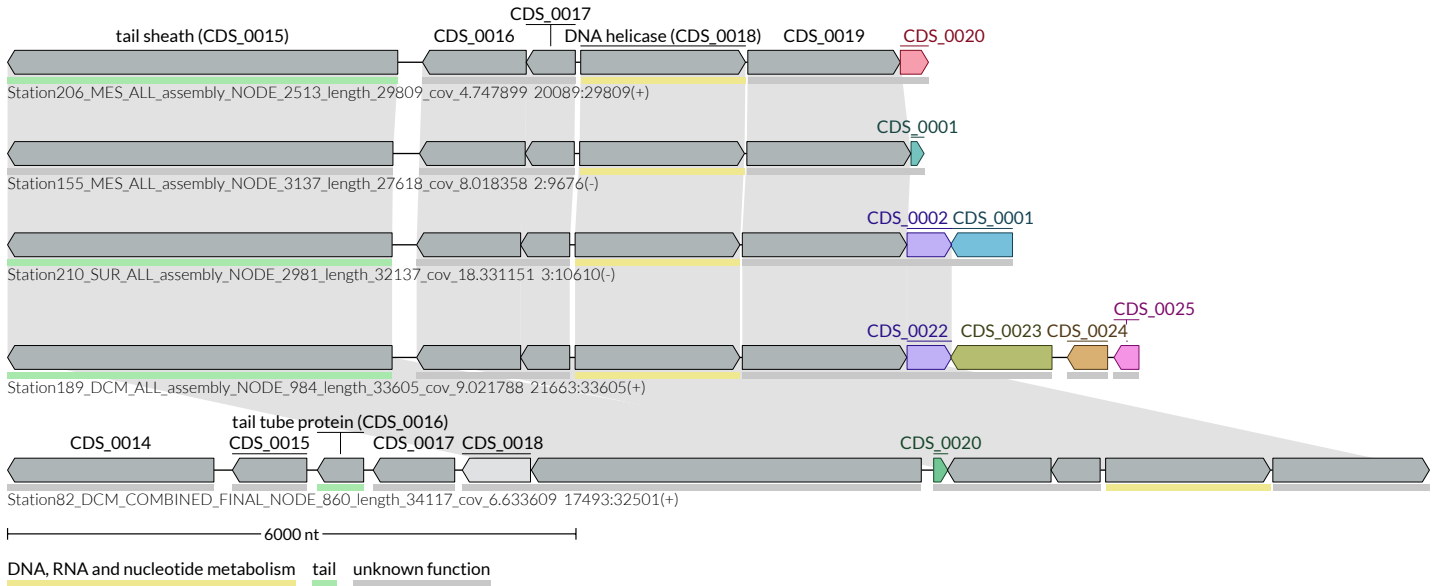 CDS_0017
tail sheath (CDS_0015) CDS_0016 DNA helicase (CDS_0018) CDS_0019 CDS_0020
Station206_MES_ALL_assembly_NODE_2513_length_29809_cov_4.747899 20089:29809(+)
CDS_0001
Station155_MES_ALL_assembly_NODE_3137_length_27618_cov_8.018358 2:9676(-)
CDS_0002 CDS_0001
Station210_SUR_ALL_assembly_NODE_2981_length_32137_cov_18.331151 3:10610(-)
CDS_0025
CDS_0022 CDS_0023 CDS_0024
Station189_DCM_ALL_assembly_NODE_984_length_33605_cov_9.021788 21663:33605(+)
tail tube protein (CDS_0016)
CDS_0014 CDS_0015 CDS_0017 CDS_0018 CDS_0020
Station82_DCM_COMBINED_FINAL_NODE_860_length_34117_cov_6.633609 17493:32501(+)
6000 nt
DNA, RNA and nucleotide metabolism tail unknown function